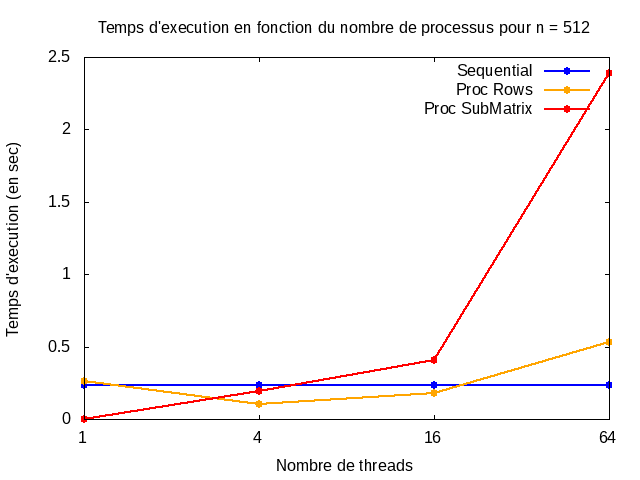 Temps d'execution en fonction du nombre de processus pour n = 512
Sequential
Proc Rows
Proc SubMatrix
Temps d'execution (en sec)
2.5
2
1.5
1
0.5
0
1 4 16 64
Nombre de threads